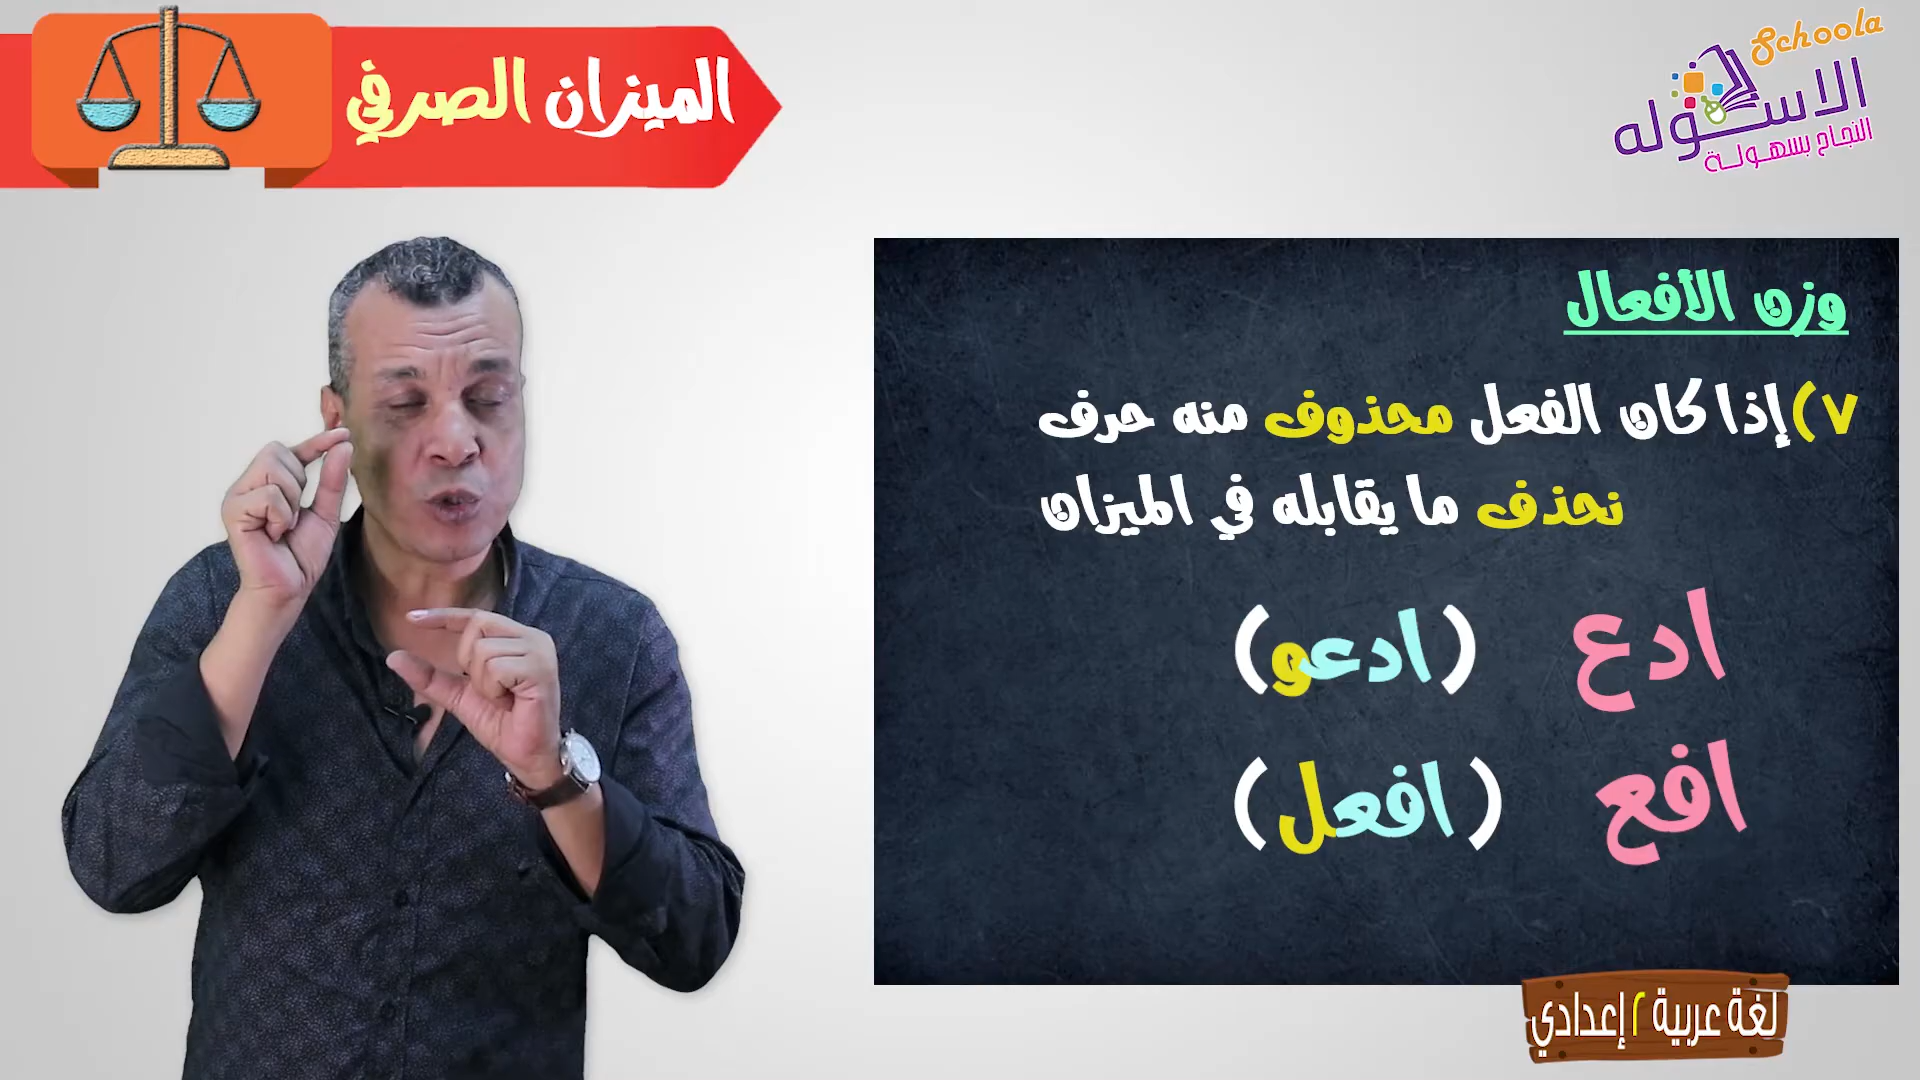 الميزان الصرفي
Schoola
الاسكوله
النجاح بسهولة
وزن الأفعال
٧) إذا كان الفعل محذوف منه حرف
نحذف ما يقابله في الميزان
ادع (ادعو)
افع (افعل)
لغة عربية ٢ إعدادي